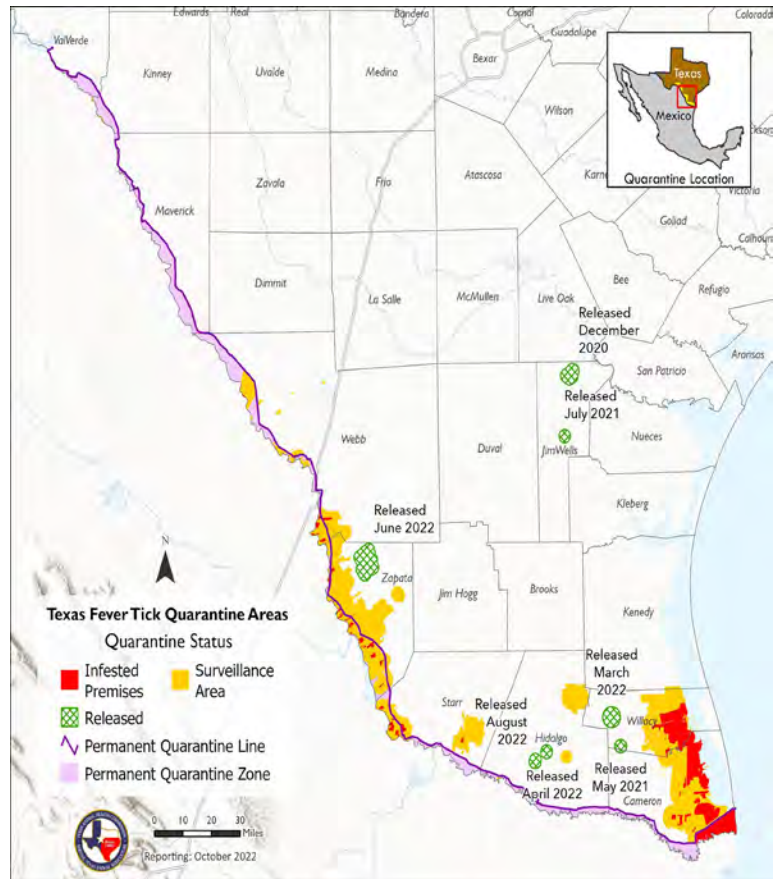 Edwards
Real
Bandera
Comal
Guadalupe
Colorado
ValVerde
Kinney
Uvalde
Medina
Bexar
Texas
Mexico
Quarantine Location
Wilson
Maverick
Zavala
Frio
Atascosa
Karn
Victoria
Goliad
Calhoun
Dimmit
La Salle
McMullen
Live Oak
Bee
Refugio
Released
December
2020
Aransas
San Patricio
Released
July 2021
Webb
Duval
JimWells
Nueces
Kleberg
Released
June 2022
N
Zapata
Jim Hogg
Brooks
Kenedy
Texas Fever Tick Quarantine Areas
Quarantine Status
Infested
Premises
Surveillance
Area
Released
Permanent Quarantine Line
Permanent Quarantine Zone
Released
March
2022
Starr
Released
August
2022
Hidalgo
Willacy
Released
April 2022
Released
May 2021
Cameron
0 10 20 30
Miles
Reporting: October 2022